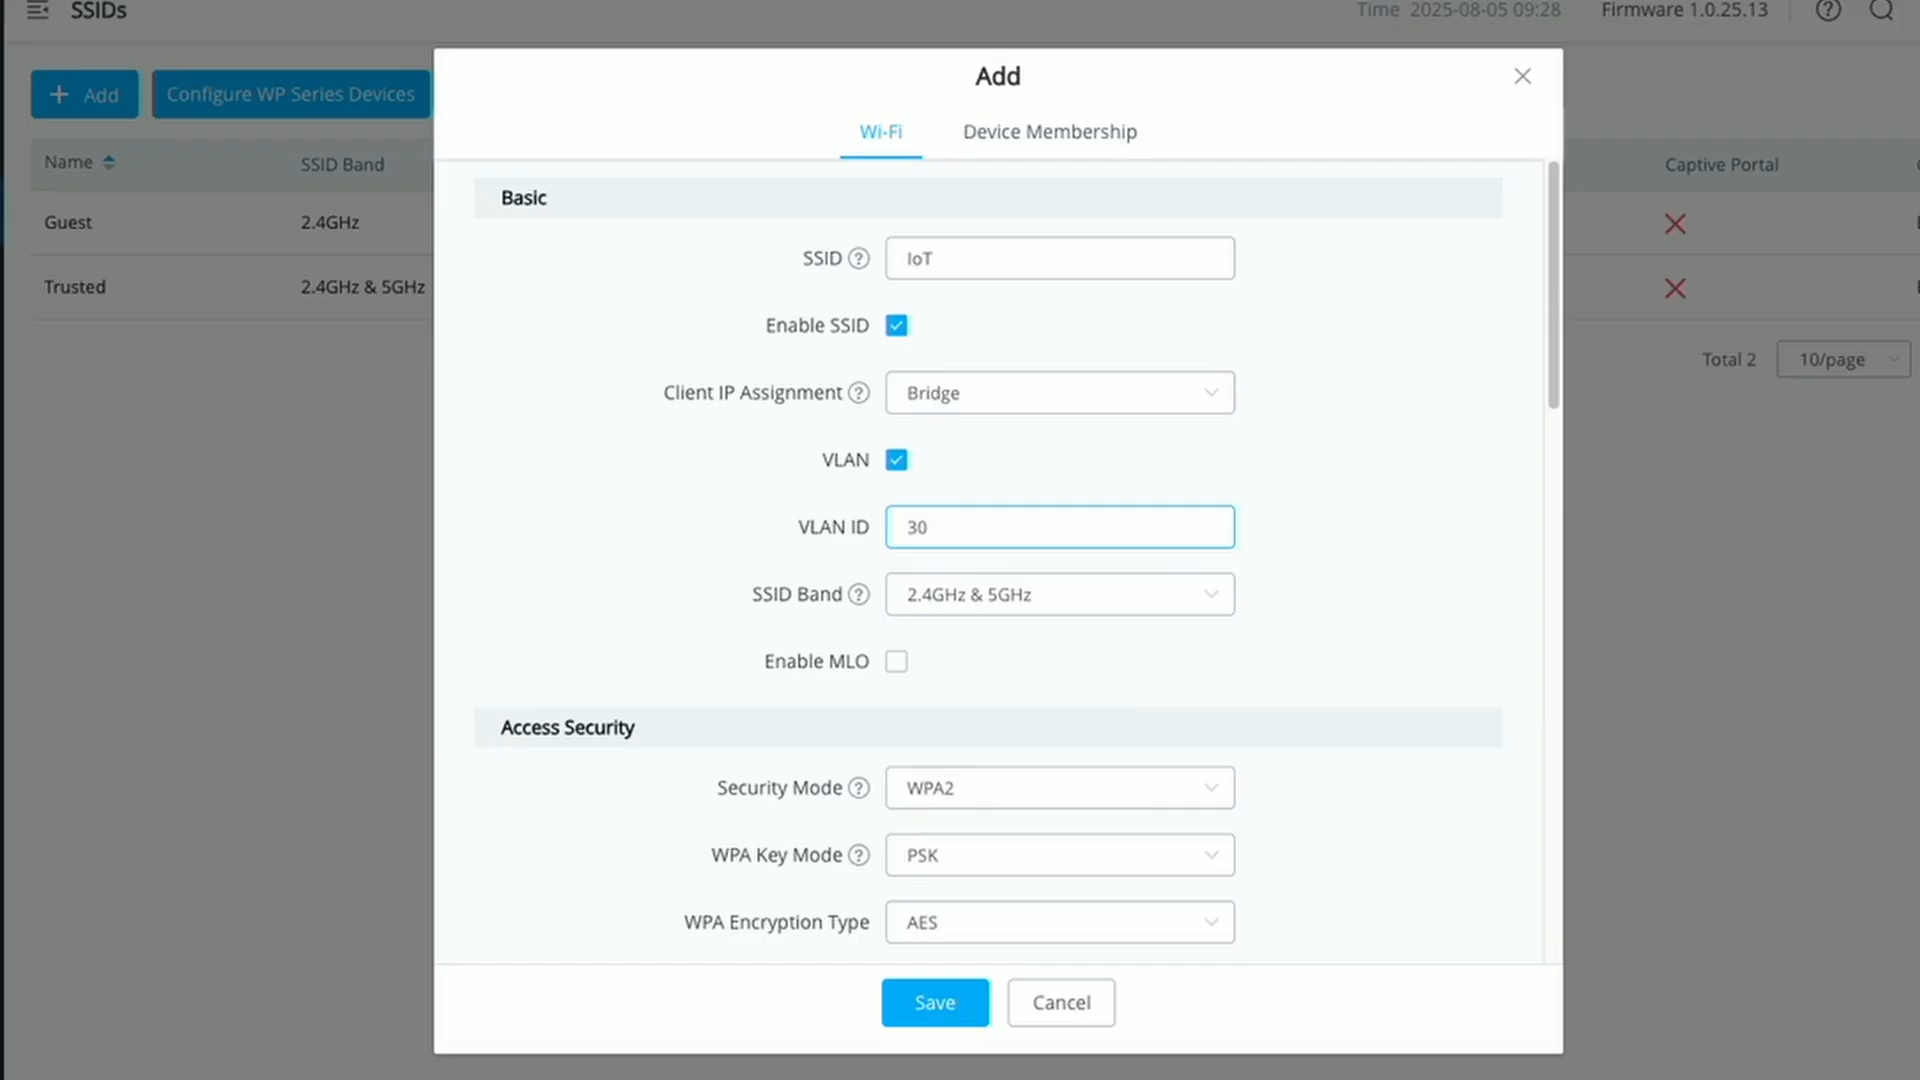 SSIDs
Time 2025-08-05 09:28
Firmware 1.0.25.13
+ Add
Configure WP Series Devices
Name
SSID Band
Captive Portal
Guest
2.4GHz
Trusted
2.4GHz & 5GHz
Total 2
10/page
Add
Wi-Fi
Device Membership
Basic
SSID
IoT
Enable SSID
Client IP Assignment
Bridge
VLAN
VLAN ID
30
SSID Band
2.4GHz & 5GHz
Enable MLO
Access Security
Security Mode
WPA2
WPA Key Mode
PSK
WPA Encryption Type
AES
Save
Cancel